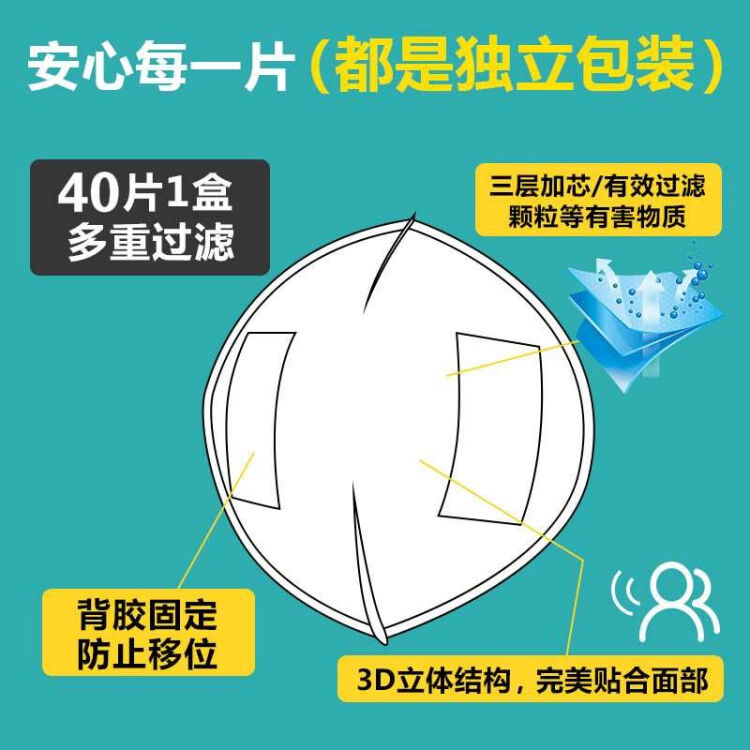 安心每一片（都是独立包装）
40片1盒
多重过滤
三层加芯/有效过滤
颗粒等有害物质
背胶固定
防止移位
3D立体结构，完美贴合面部